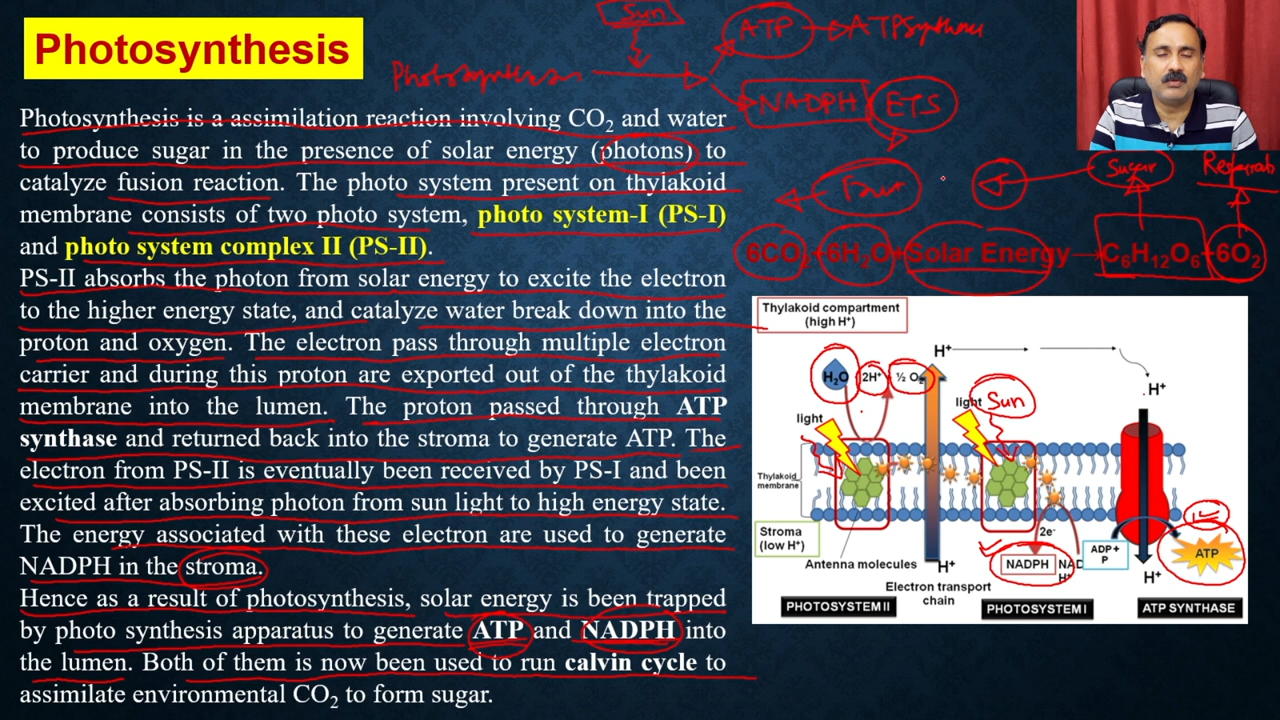 Photosynthesis
Sun
ATP
ATPSynthase
Photosynthesis
NADPH
ETS
Sugar
6CO₂+6H₂O+Solar Energy→C₆H₁₂O₆+6O₂
Photosynthesis is a assimilation reaction involving CO₂ and water
to produce sugar in the presence of solar energy (photons) to
catalyze fusion reaction. The photo system present on thylakoid
membrane consists of two photo system, photo system-I (PS-I)
and photo system complex II (PS-II).
PS-II absorbs the photon from solar energy to excite the electron
to the higher energy state, and catalyze water break down into the
proton and oxygen. The electron pass through multiple electron
carrier and during this proton are exported out of the thylakoid
membrane into the lumen. The proton passed through ATP
synthase and returned back into the stroma to generate ATP. The
electron from PS-II is eventually been received by PS-I and been
excited after absorbing photon from sun light to high energy state.
The energy associated with these electron are used to generate
NADPH in the stroma.
Hence as a result of photosynthesis, solar energy is been trapped
by photo synthesis apparatus to generate ATP and NADPH into
the lumen. Both of them is now been used to run calvin cycle to
assimilate environmental CO₂ to form sugar.
Thylakoid compartment
(high H⁺)
H₂O
2H⁺
½ O₂
H⁺
H⁺
light
light
Sun
Thylakoid
membrane
Stroma
(low H⁺)
Antenna molecules
H⁺
Electron transport
chain
2e⁻
NADPH
ADP +
P
ATP
H⁺
PHOTOSYSTEM II
PHOTOSYSTEM I
ATP SYNTHASE